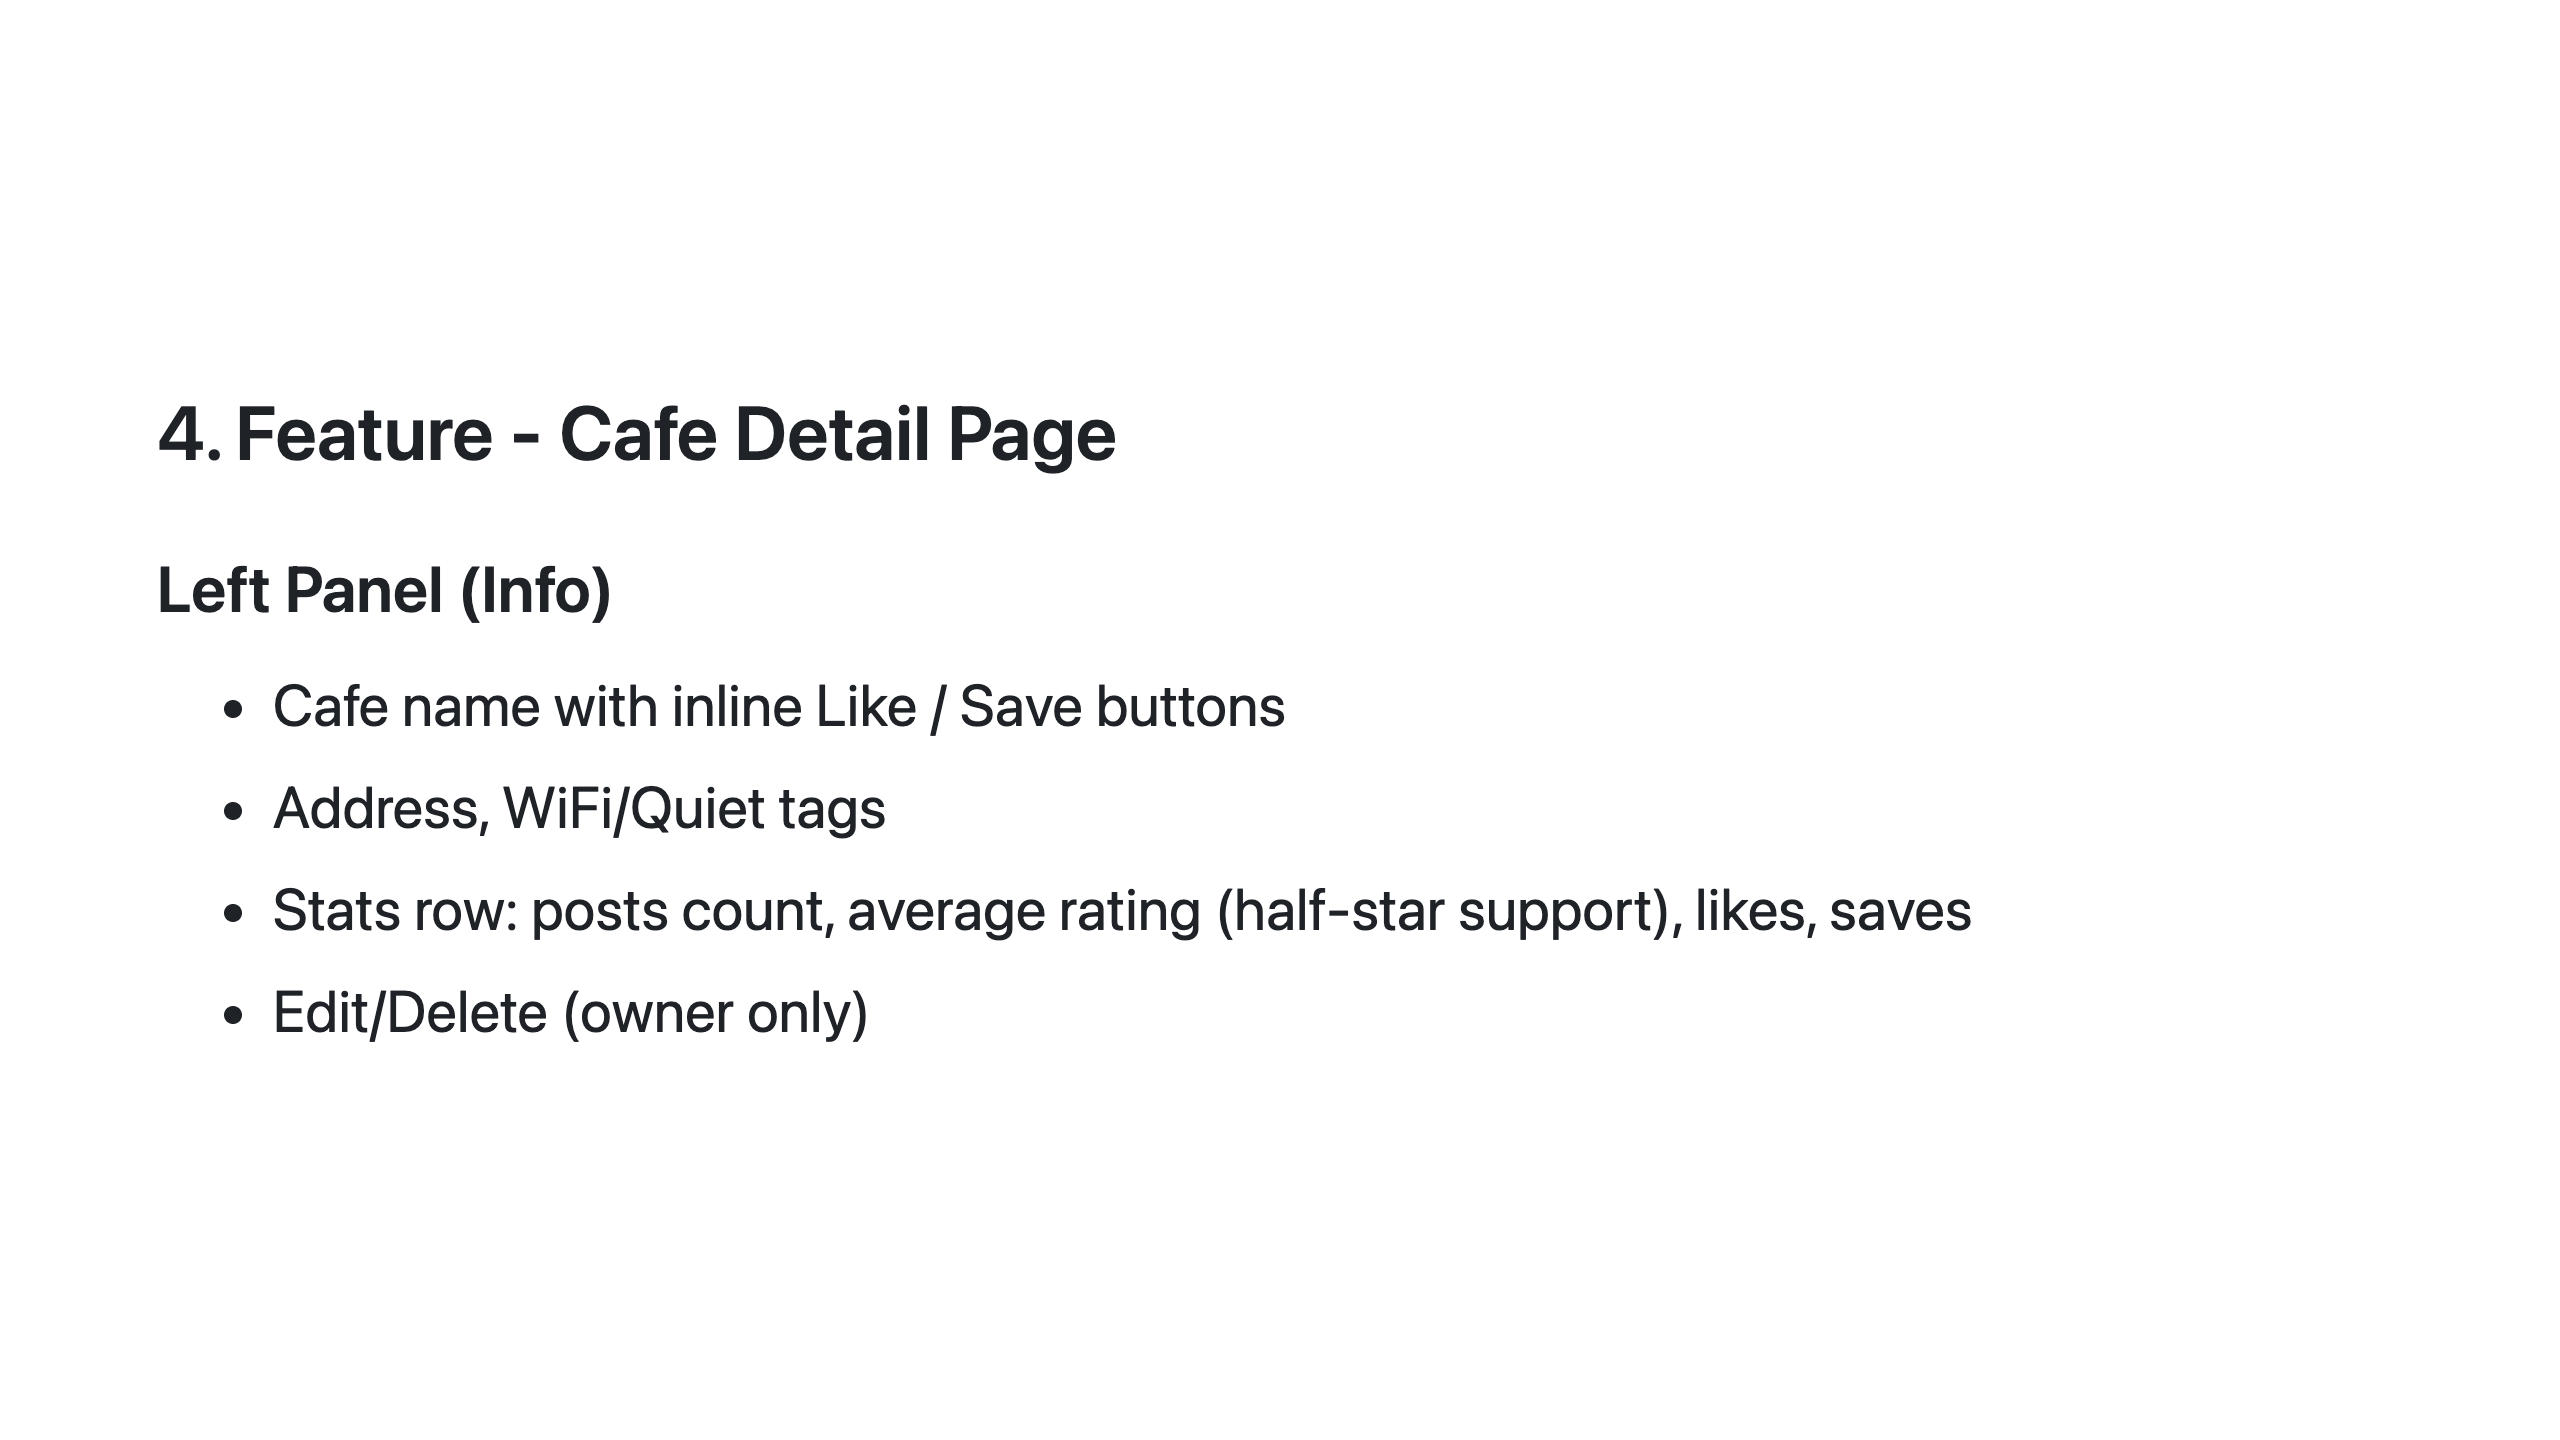 4. Feature - Cafe Detail Page
Left Panel (Info)
• Cafe name with inline Like / Save buttons
• Address, WiFi/Quiet tags
• Stats row: posts count, average rating (half-star support), likes, saves
• Edit/Delete (owner only)